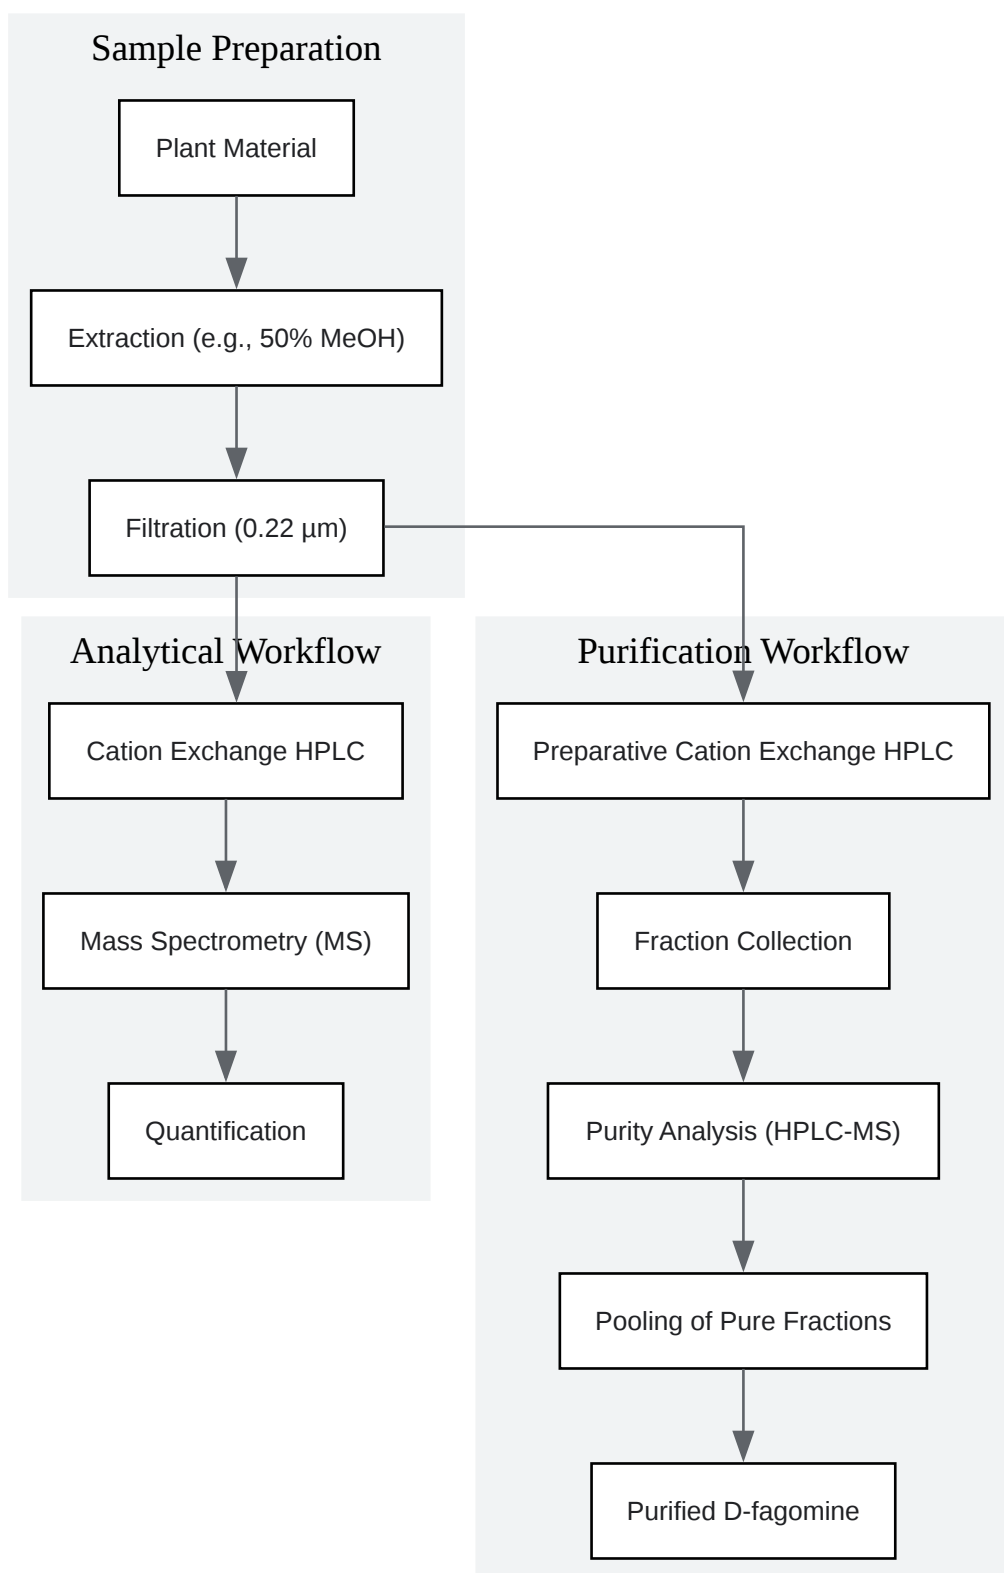 Sample Preparation
Plant Material
Extraction (e.g., 50% MeOH)
Filtration (0.22 µm)
Analytical Workflow
Cation Exchange HPLC
Mass Spectrometry (MS)
Quantification
Purification Workflow
Preparative Cation Exchange HPLC
Fraction Collection
Purity Analysis (HPLC-MS)
Pooling of Pure Fractions
Purified D-fagomine